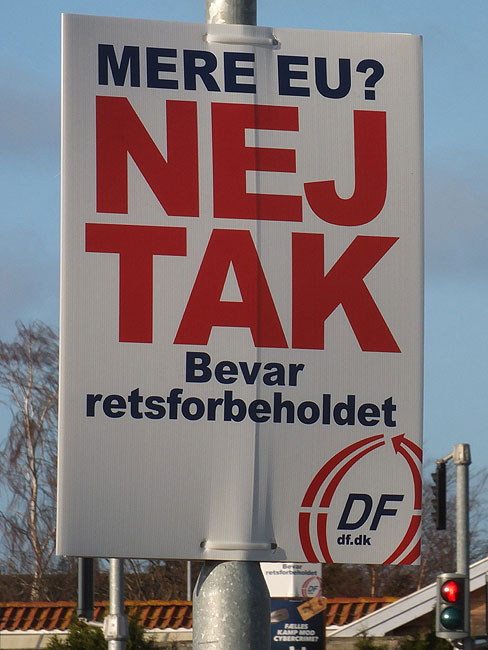 MERE EU?
NEJ
TAK
Bevar
retsforbeholdet
DF
df.dk
Bevar
retsforbeholdet
FÆLLES
KAMP MOD
CYBERCRIME?